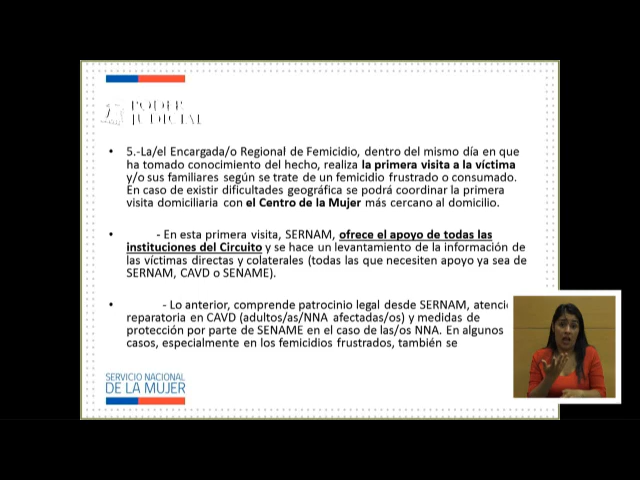 PODER
JUDICIAL
• 5.-La/el Encargada/o Regional de Femicidio, dentro del mismo día en que
ha tomado conocimiento del hecho, realiza la primera visita a la víctima
y/o sus familiares según se trate de un femicidio frustrado o consumado.
En caso de existir dificultades geográfica se podrá coordinar la primera
visita domiciliaria con el Centro de la Mujer más cercano al domicilio.
• - En esta primera visita, SERNAM, ofrece el apoyo de todas las
instituciones del Circuito y se hace un levantamiento de la información de
las víctimas directas y colaterales (todas las que necesiten apoyo ya sea de
SERNAM, CAVD o SENAME).
• - Lo anterior, comprende patrocinio legal desde SERNAM, atenci
reparatoria en CAVD (adultos/as/NNA afectadas/os) y medidas de
protección por parte de SENAME en el caso de las/os NNA. En algunos
casos, especialmente en los femicidios frustrados, también se
SERVICIO NACIONAL
DE LA MUJER